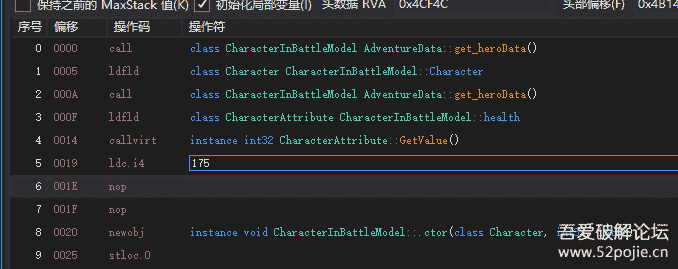 保持之前的 MaxStack 值(K) 初始化局部变量(I) 头数据 RVA 0x4CF4C 头部偏移(F) 0x4B14
序号 偏移 操作码 操作符
0 0000 call class CharacterInBattleModel AdventureData::get_heroData()
1 0005 ldfld class Character CharacterInBattleModel::Character
2 000A call class CharacterInBattleModel AdventureData::get_heroData()
3 000F ldfld class CharacterAttribute CharacterInBattleModel::health
4 0014 callvirt instance int32 CharacterAttribute::GetValue()
5 0019 ldc.i4 175
6 001E nop
7 001F nop
8 0020 newobj instance void CharacterInBattleModel::.ctor(class Character,
9 0025 stloc.0
吾爱破解论坛
www.52pojie.cn